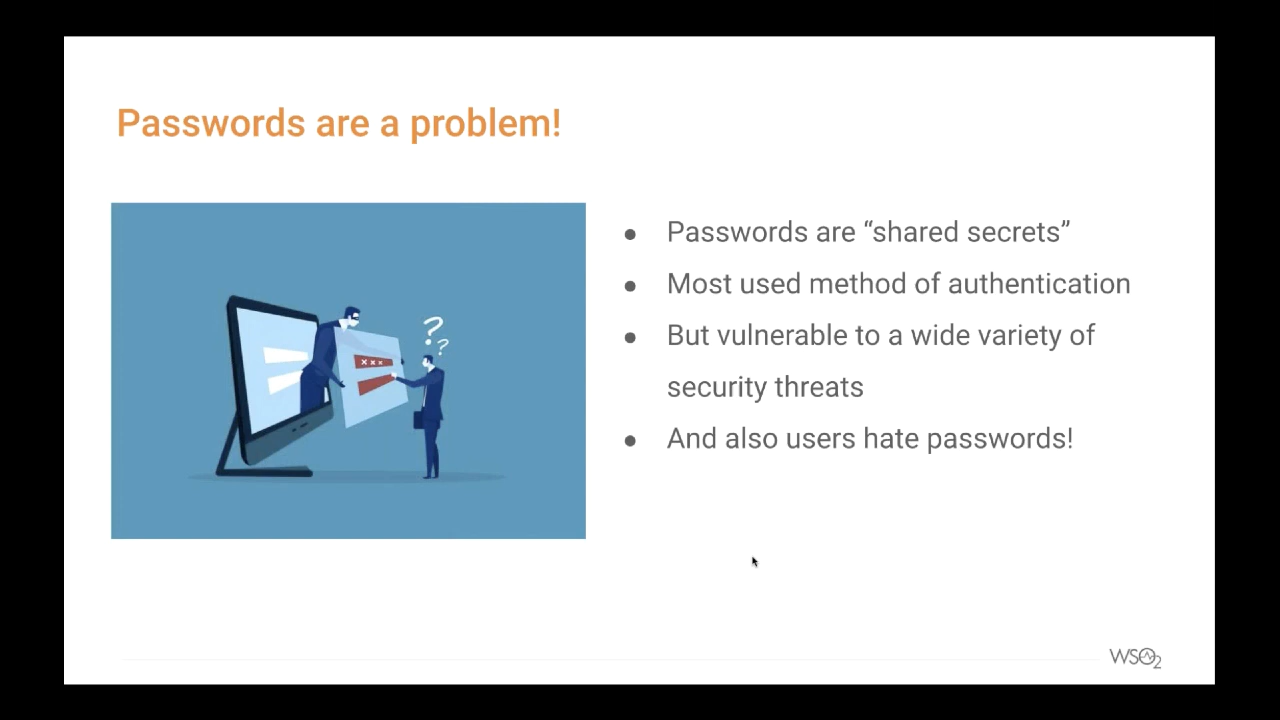 Passwords are a problem!
● Passwords are “shared secrets”
● Most used method of authentication
● But vulnerable to a wide variety of
security threats
● And also users hate passwords!
? ?
× × ×
WSO2